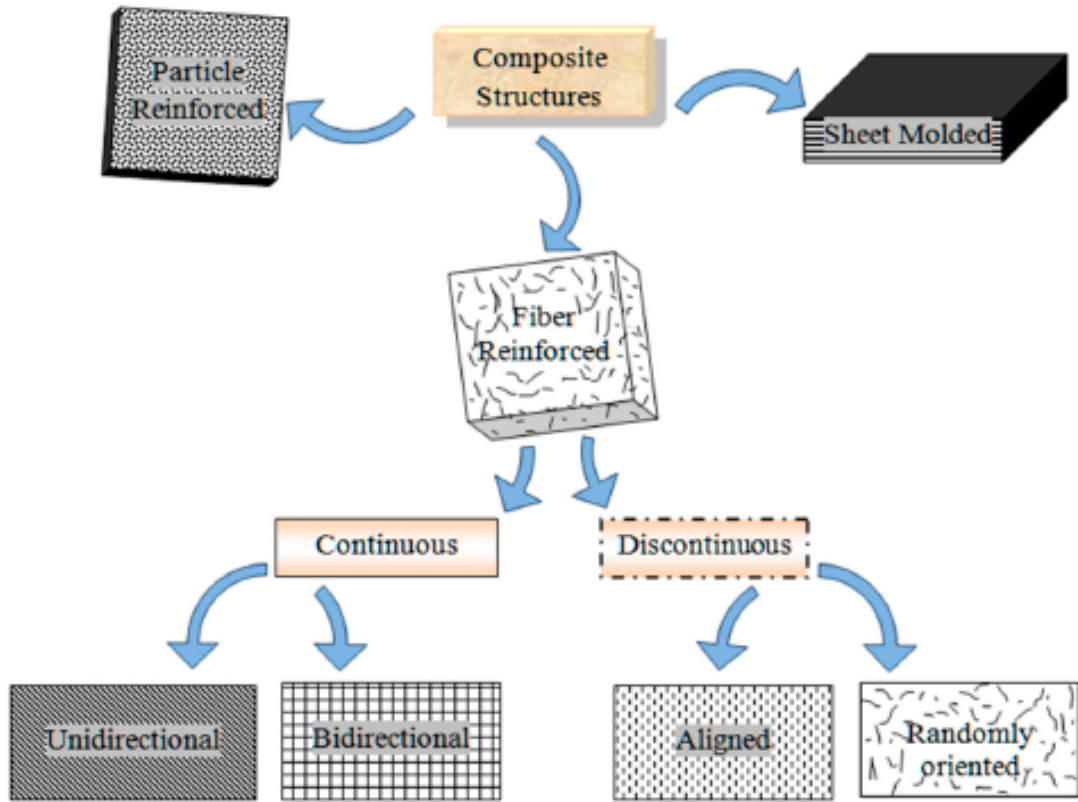 Particle
Reinforced
Composite
Structures
Sheet Molded
Fiber
Reinforced
Continuous
Discontinuous
Unidirectional
Bidirectional
Aligned
Randomly
oriented